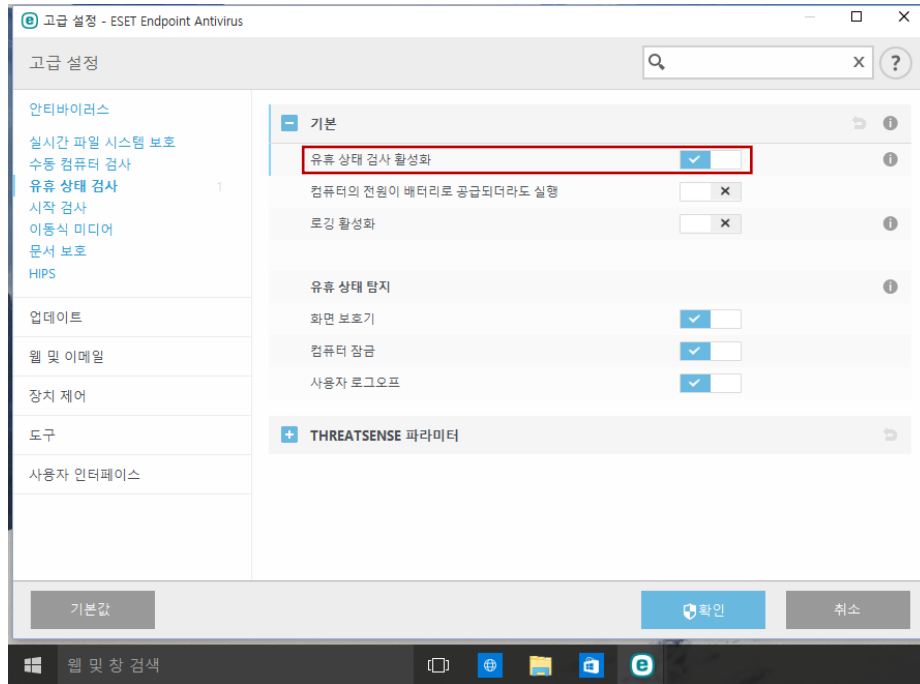 고급 설정 - ESET Endpoint Antivirus
고급 설정
안티바이러스
실시간 파일 시스템 보호
수동 컴퓨터 검사
유휴 상태 검사 1
시작 검사
이동식 미디어
문서 보호
HIPS
업데이트
웹 및 이메일
장치 제어
도구
사용자 인터페이스
기본
유휴 상태 검사 활성화
컴퓨터의 전원이 배터리로 공급되더라도 실행
로깅 활성화
유휴 상태 탐지
화면 보호기
컴퓨터 잠금
사용자 로그오프
THREATSENSE 파라미터
기본값
확인
취소
웹 및 창 검색